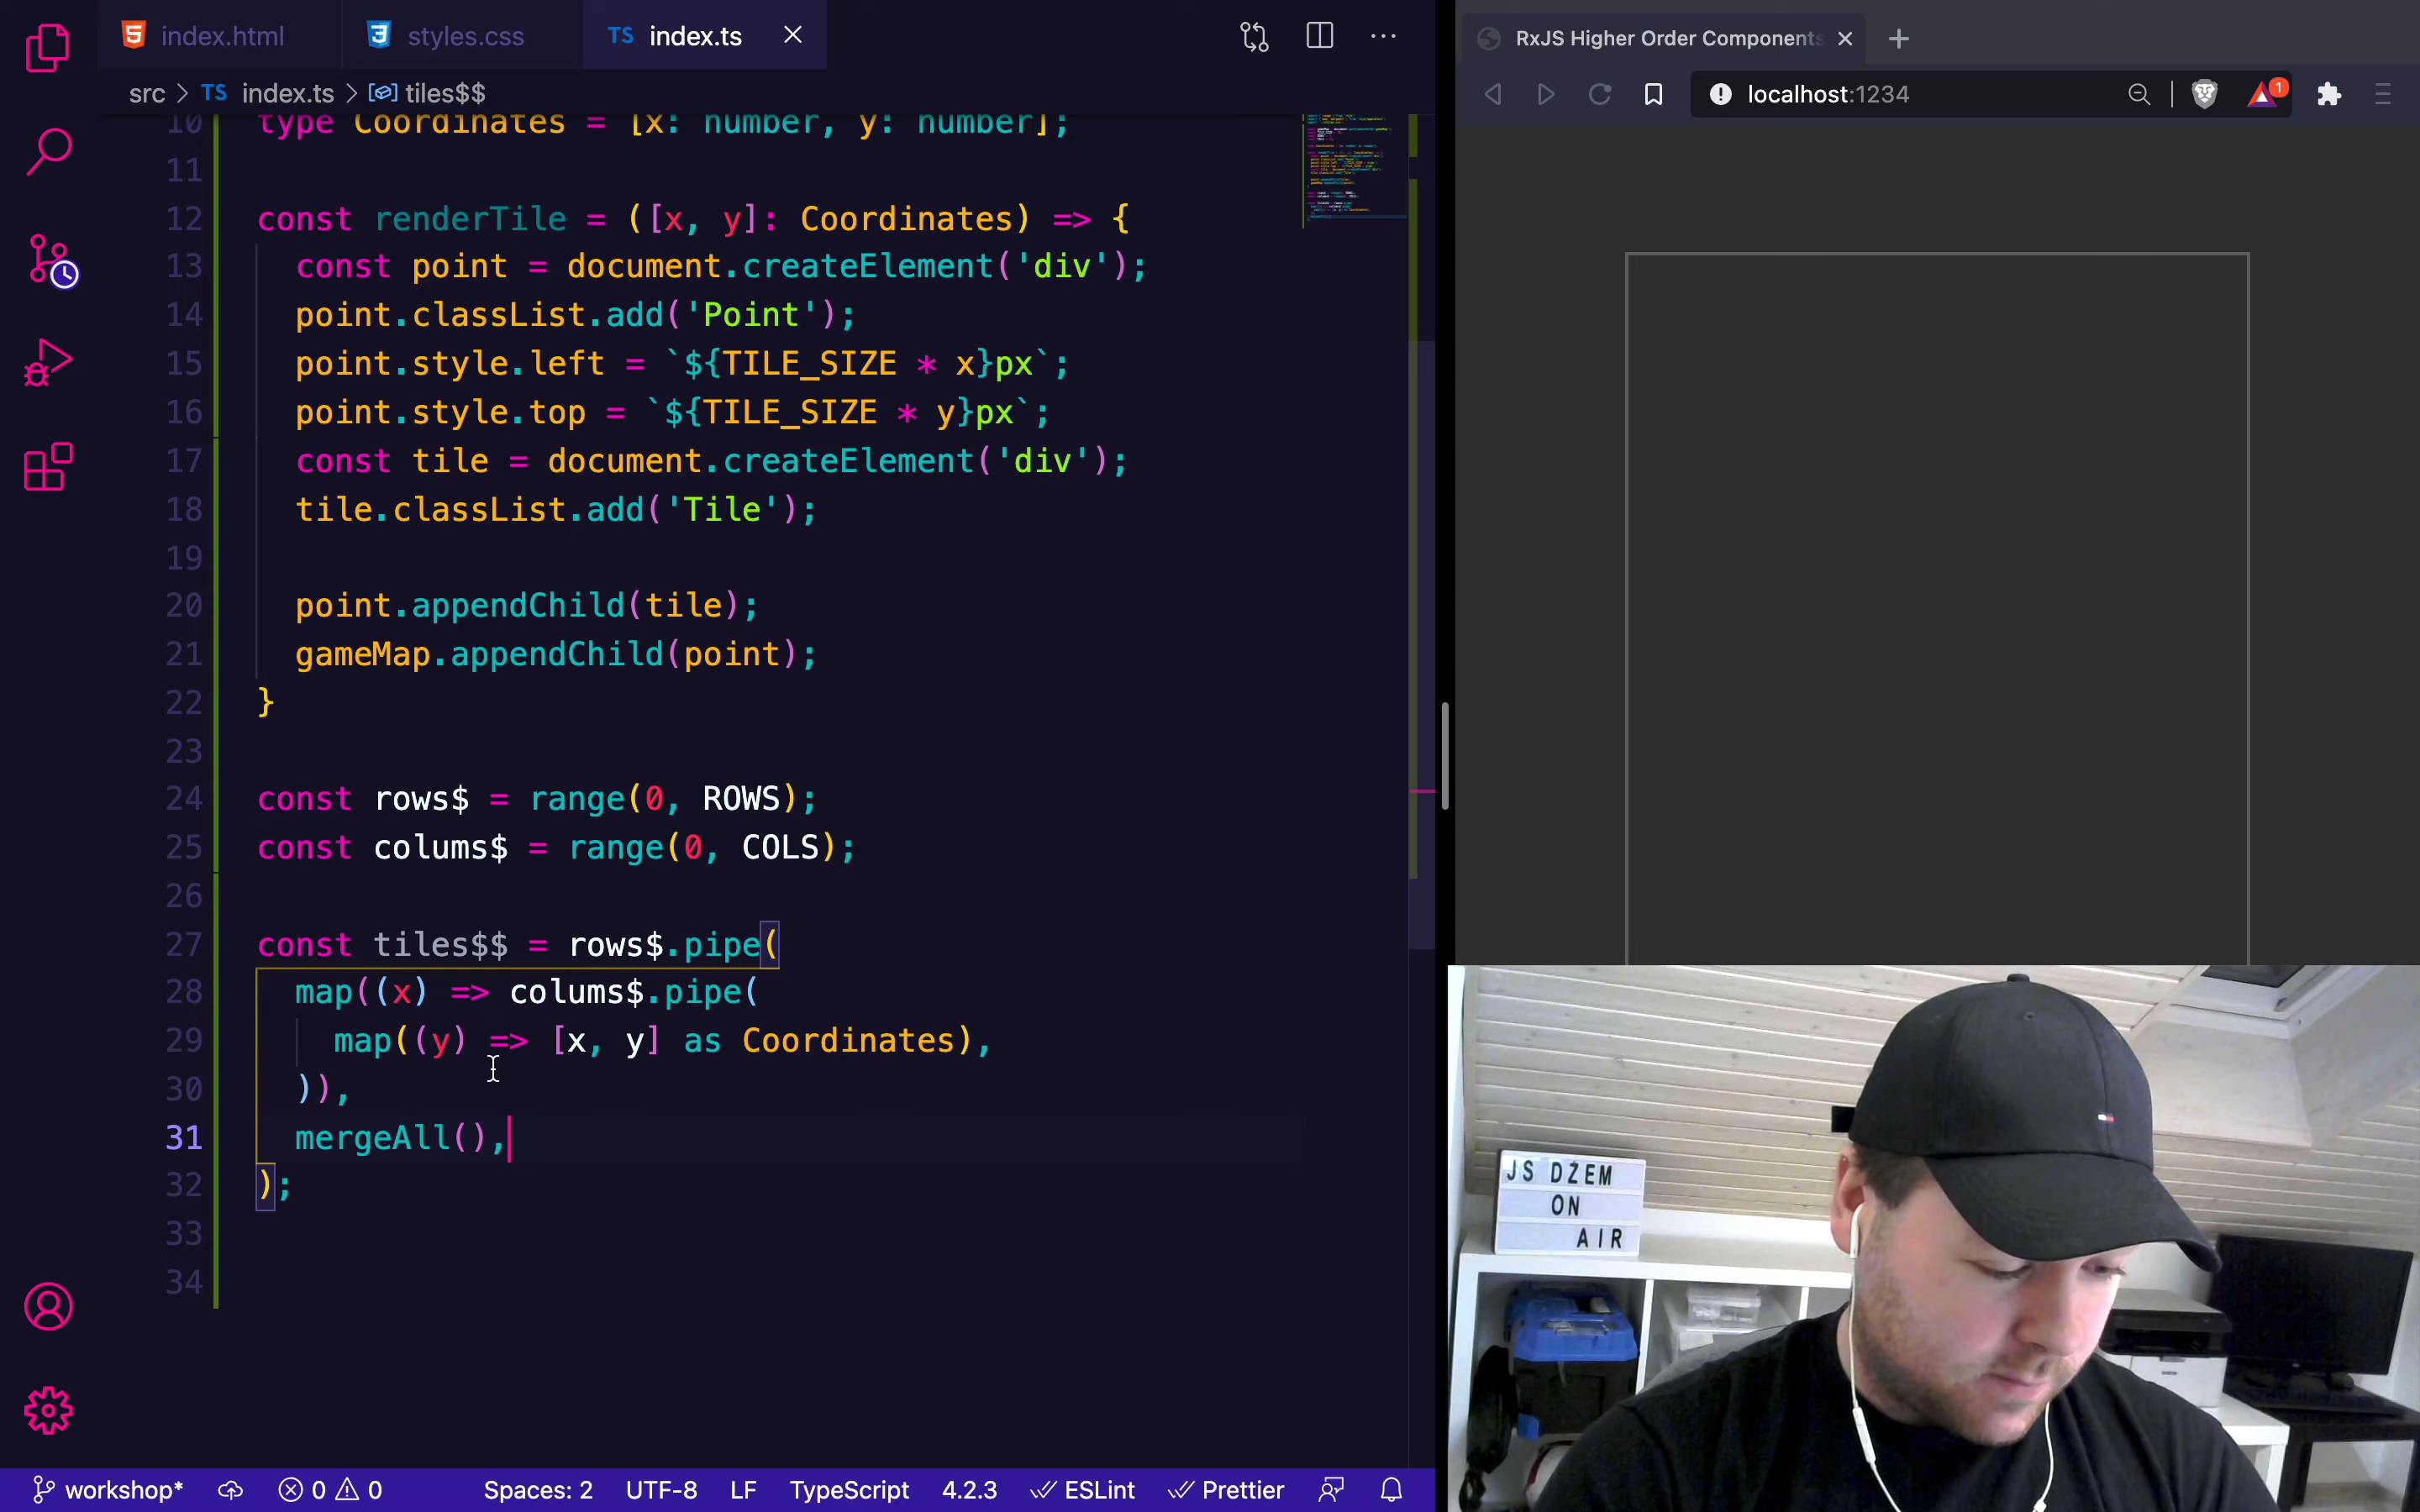 index.html
styles.css
TS index.ts
src > TS index.ts > tiles$$
10 type Coordinates = [x: number, y: number];
11
12 const renderTile = ([x, y]: Coordinates) => {
13 const point = document.createElement('div');
14 point.classList.add('Point');
15 point.style.left = `${TILE_SIZE * x}px`;
16 point.style.top = `${TILE_SIZE * y}px`;
17 const tile = document.createElement('div');
18 tile.classList.add('Tile');
19
20 point.appendChild(tile);
21 gameMap.appendChild(point);
22 }
23
24 const rows$ = range(0, ROWS);
25 const colums$ = range(0, COLS);
26
27 const tiles$$ = rows$.pipe(
28 map((x) => colums$.pipe(
29 map((y) => [x, y] as Coordinates),
30 )),
31 mergeAll(),
32 );
33
34
workshop* 0 0 Spaces: 2 UTF-8 LF TypeScript 4.2.3 ESLint Prettier
RxJS Higher Order Components
localhost:1234
1
JS DŻEM
ON
AIR